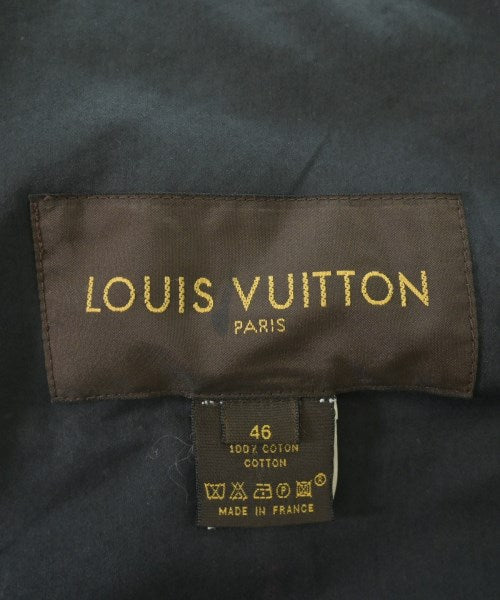 LOUIS VUITTON
PARIS
46
100% COTON
COTTON
P ®
MADE IN FRANCE